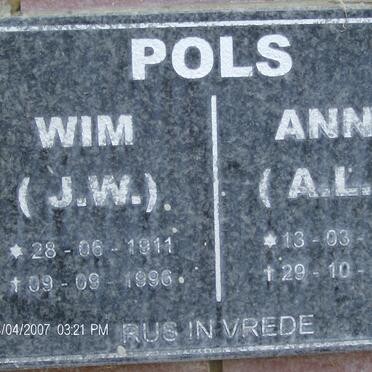 POLS
WIM ANN
(J.W.) (A.L.
* 28 - 06 - 1911 * 13 - 03 -
† 09 - 09 - 1996 † 29 - 10 -
/04/2007 03:21 PM
RUS IN VREDE